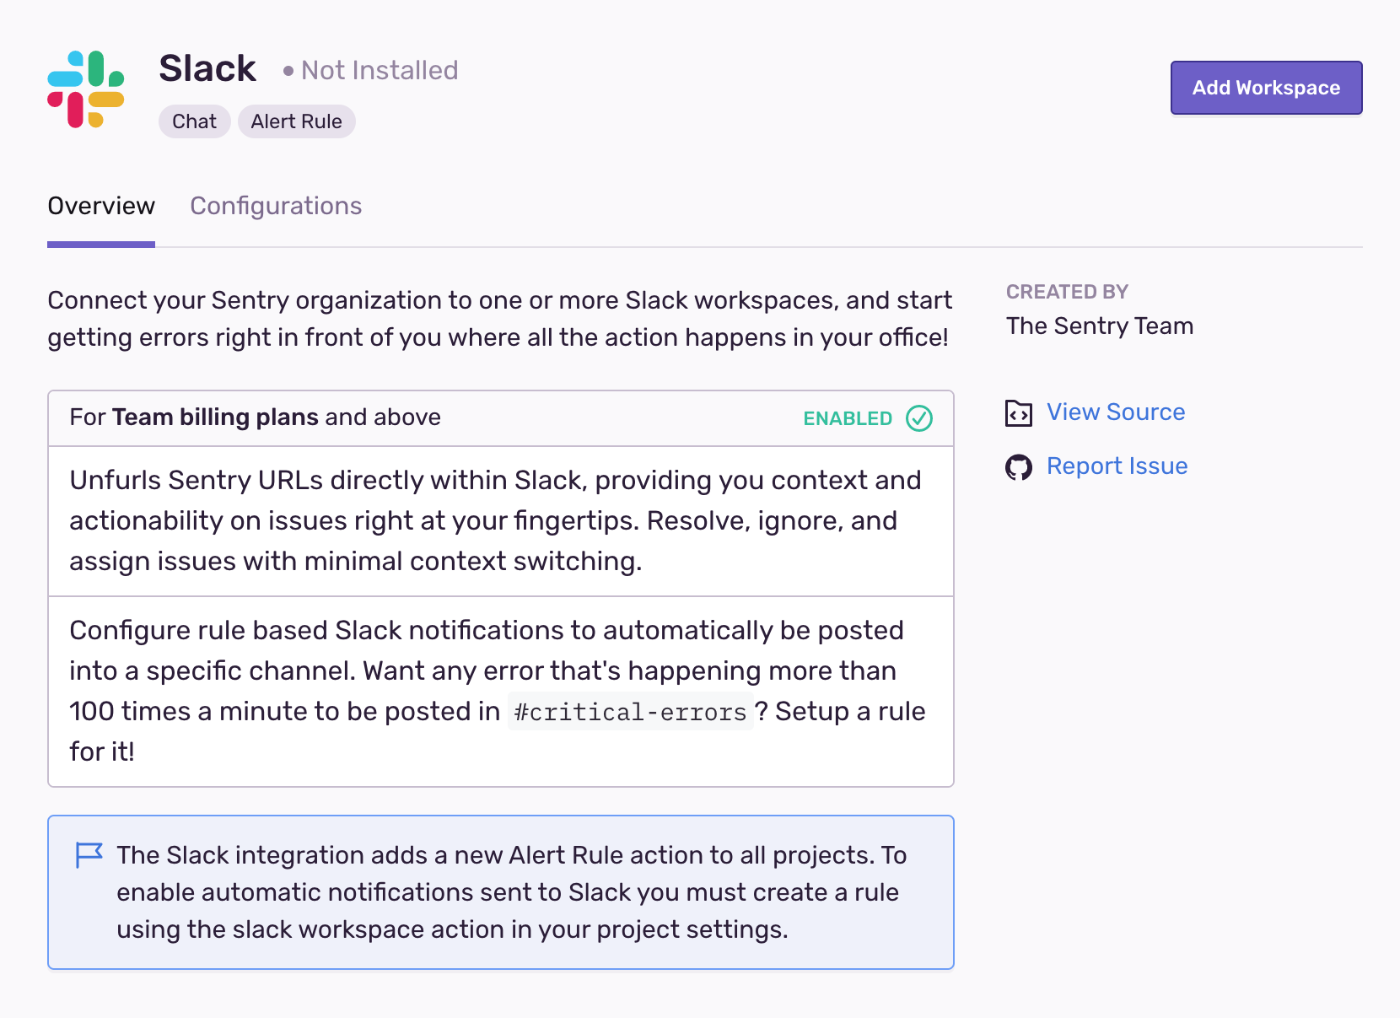 Slack • Not Installed
Chat Alert Rule
Add Workspace
Overview Configurations
Connect your Sentry organization to one or more Slack workspaces, and start
getting errors right in front of you where all the action happens in your office!
For Team billing plans and above ENABLED
Unfurls Sentry URLs directly within Slack, providing you context and
actionability on issues right at your fingertips. Resolve, ignore, and
assign issues with minimal context switching.
Configure rule based Slack notifications to automatically be posted
into a specific channel. Want any error that's happening more than
100 times a minute to be posted in #critical-errors? Setup a rule
for it!
The Slack integration adds a new Alert Rule action to all projects. To
enable automatic notifications sent to Slack you must create a rule
using the slack workspace action in your project settings.
CREATED BY
The Sentry Team
View Source
Report Issue